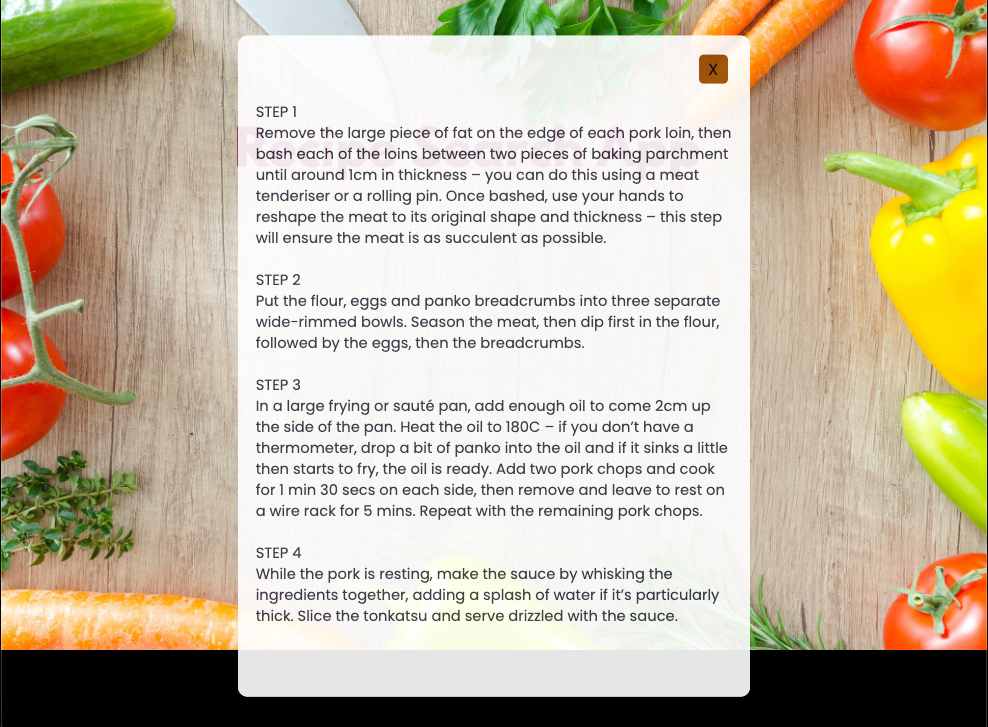 X
Recipe Search App
STEP 1
Remove the large piece of fat on the edge of each pork loin, then
bash each of the loins between two pieces of baking parchment
until around 1cm in thickness – you can do this using a meat
tenderiser or a rolling pin. Once bashed, use your hands to
reshape the meat to its original shape and thickness – this step
will ensure the meat is as succulent as possible.
STEP 2
Put the flour, eggs and panko breadcrumbs into three separate
wide-rimmed bowls. Season the meat, then dip first in the flour,
followed by the eggs, then the breadcrumbs.
STEP 3
In a large frying or sauté pan, add enough oil to come 2cm up
the side of the pan. Heat the oil to 180C – if you don’t have a
thermometer, drop a bit of panko into the oil and if it sinks a little
then starts to fry, the oil is ready. Add two pork chops and cook
for 1 min 30 secs on each side, then remove and leave to rest on
a wire rack for 5 mins. Repeat with the remaining pork chops.
STEP 4
While the pork is resting, make the sauce by whisking the
ingredients together, adding a splash of water if it’s particularly
thick. Slice the tonkatsu and serve drizzled with the sauce.